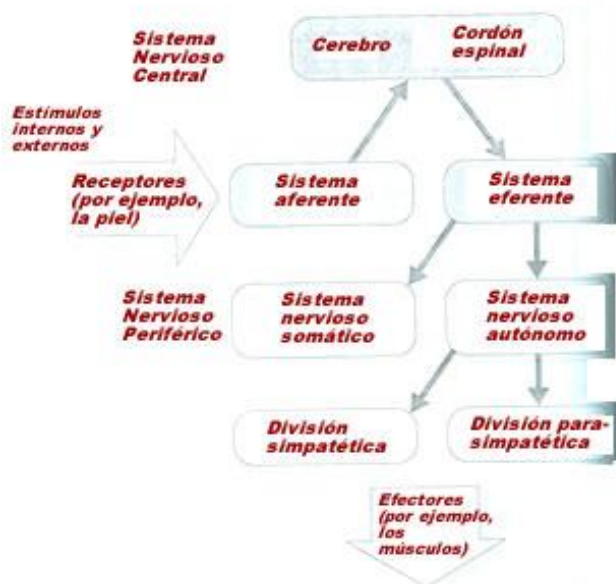 Sistema
Nervioso
Central
Cerebro
Cordón
espinal
Estímulos
internos y
externos
Receptores
(por ejemplo,
la piel)
Sistema
aferente
Sistema
eferente
Sistema
Nervioso
Periférico
Sistema
nervioso
somático
Sistema
nervioso
autónomo
División
simpatética
División para-
simpatética
Efectores
(por ejemplo,
los
músculos)